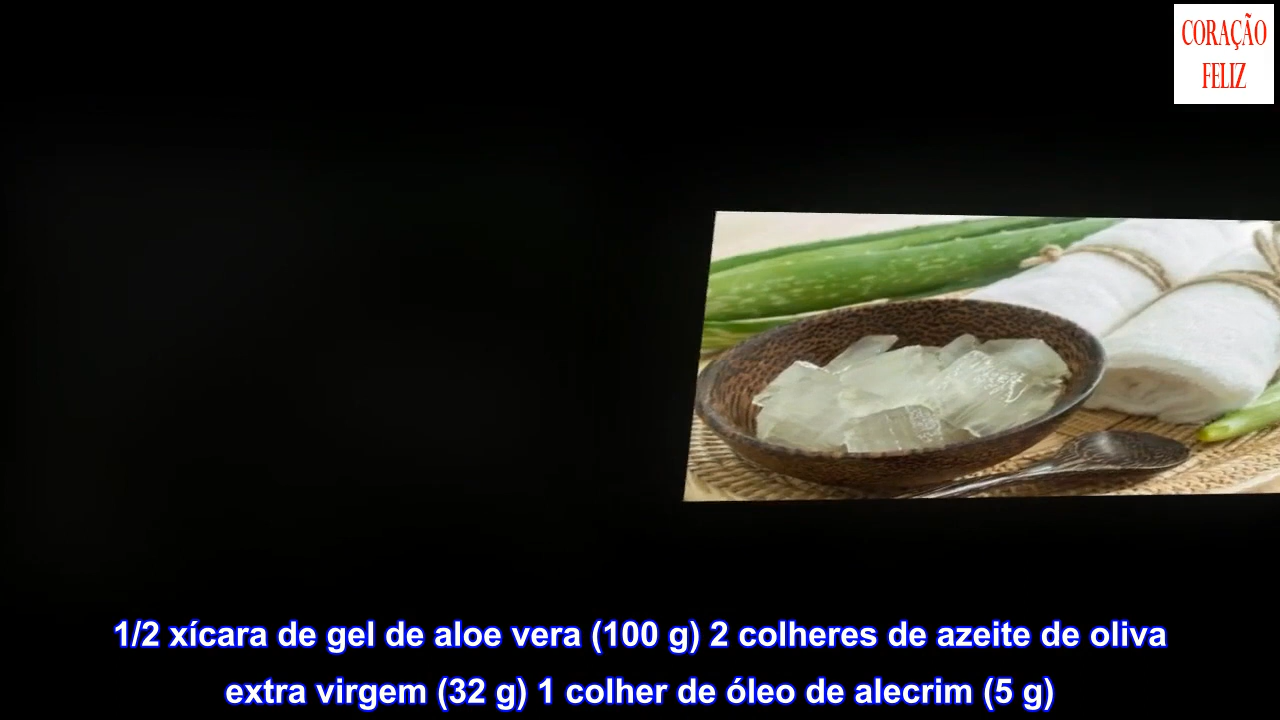 CORAÇÃO
FELIZ
1/2 xícara de gel de aloe vera (100 g) 2 colheres de azeite de oliva
extra virgem (32 g) 1 colher de óleo de alecrim (5 g)